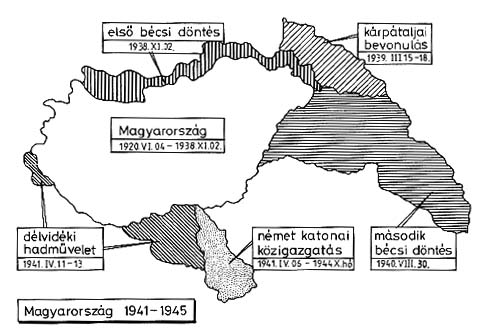 első bécsi döntés
1938. XI. 02.
kárpátaljai
bevonulás
1939. III 15-18.
Magyarország
1920 VI. 04 - 1938 XI.02.
délvidéki
hadművelet
1941. IV. 11-13
német katonai
közigazgatás
1941. IV. 06 - 1944 X.hó
második
bécsi döntés
1940. VIII. 30.
Magyarország 1941-1945